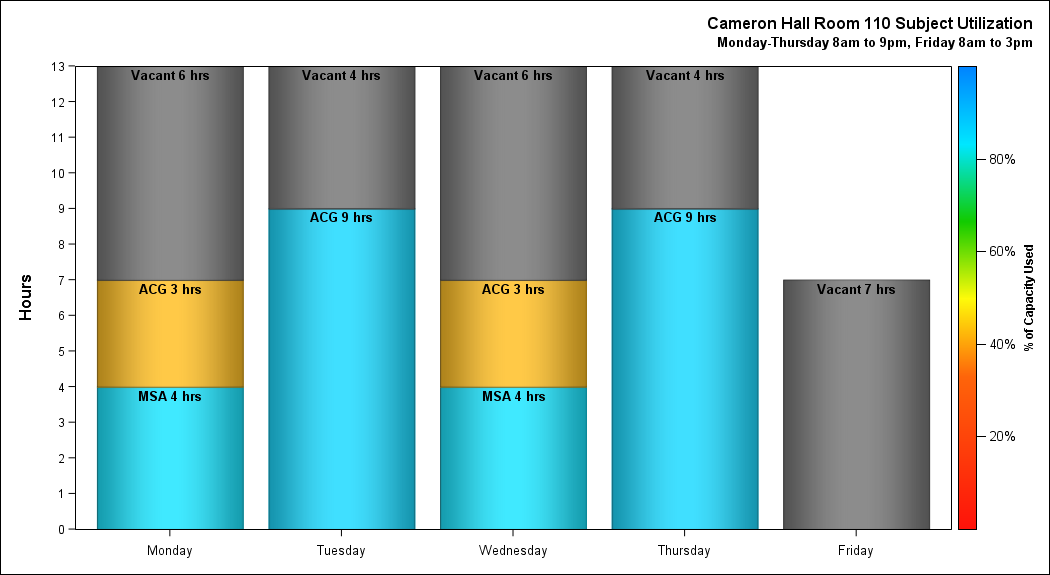 Cameron Hall Room 110 Subject Utilization
Monday-Thursday 8am to 9pm, Friday 8am to 3pm
Hours
13
12
11
10
9
8
7
6
5
4
3
2
1
0
Vacant 6 hrs
ACG 3 hrs
MSA 4 hrs
Vacant 4 hrs
ACG 9 hrs
Vacant 6 hrs
ACG 3 hrs
MSA 4 hrs
Vacant 4 hrs
ACG 9 hrs
Vacant 7 hrs
Monday
Tuesday
Wednesday
Thursday
Friday
80%
60%
40%
20%
% of Capacity Used